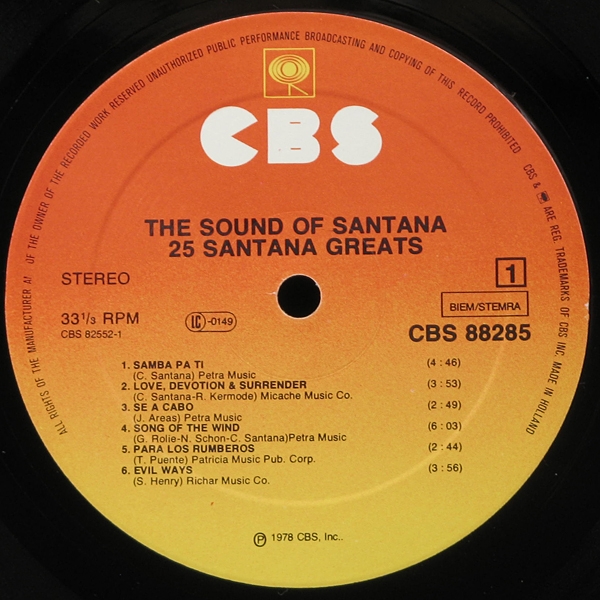 ALL RIGHTS OF THE MANUFACTURER AND OF THE OWNER OF THE RECORDED WORK RESERVED UNAUTHORIZED PUBLIC PERFORMANCE BROADCASTING AND COPYING OF THIS RECORD PROHIBITED
CBS & ARE REG. TRADEMARKS OF CBS INC. MADE IN HOLLAND
CBS
THE SOUND OF SANTANA
25 SANTANA GREATS
STEREO
1
33 1/3 RPM
LC-0149
BIEM/STEMRA
CBS 82552-1
CBS 88285
1. SAMBA PA TI (4 : 46)
(C. Santana) Petra Music
2. LOVE, DEVOTION & SURRENDER (3 : 53)
(C. Santana-R. Kermode) Micache Music Co.
3. SE A CABO (2 : 49)
(J. Areas) Petra Music
4. SONG OF THE WIND (6 : 03)
(G. Rolie-N. Schon-C. Santana)Petra Music
5. PARA LOS RUMBEROS (2 : 44)
(T. Puente) Patricia Music Pub. Corp.
6. EVIL WAYS (3 : 56)
(S. Henry) Richar Music Co.
℗ 1978 CBS, Inc..